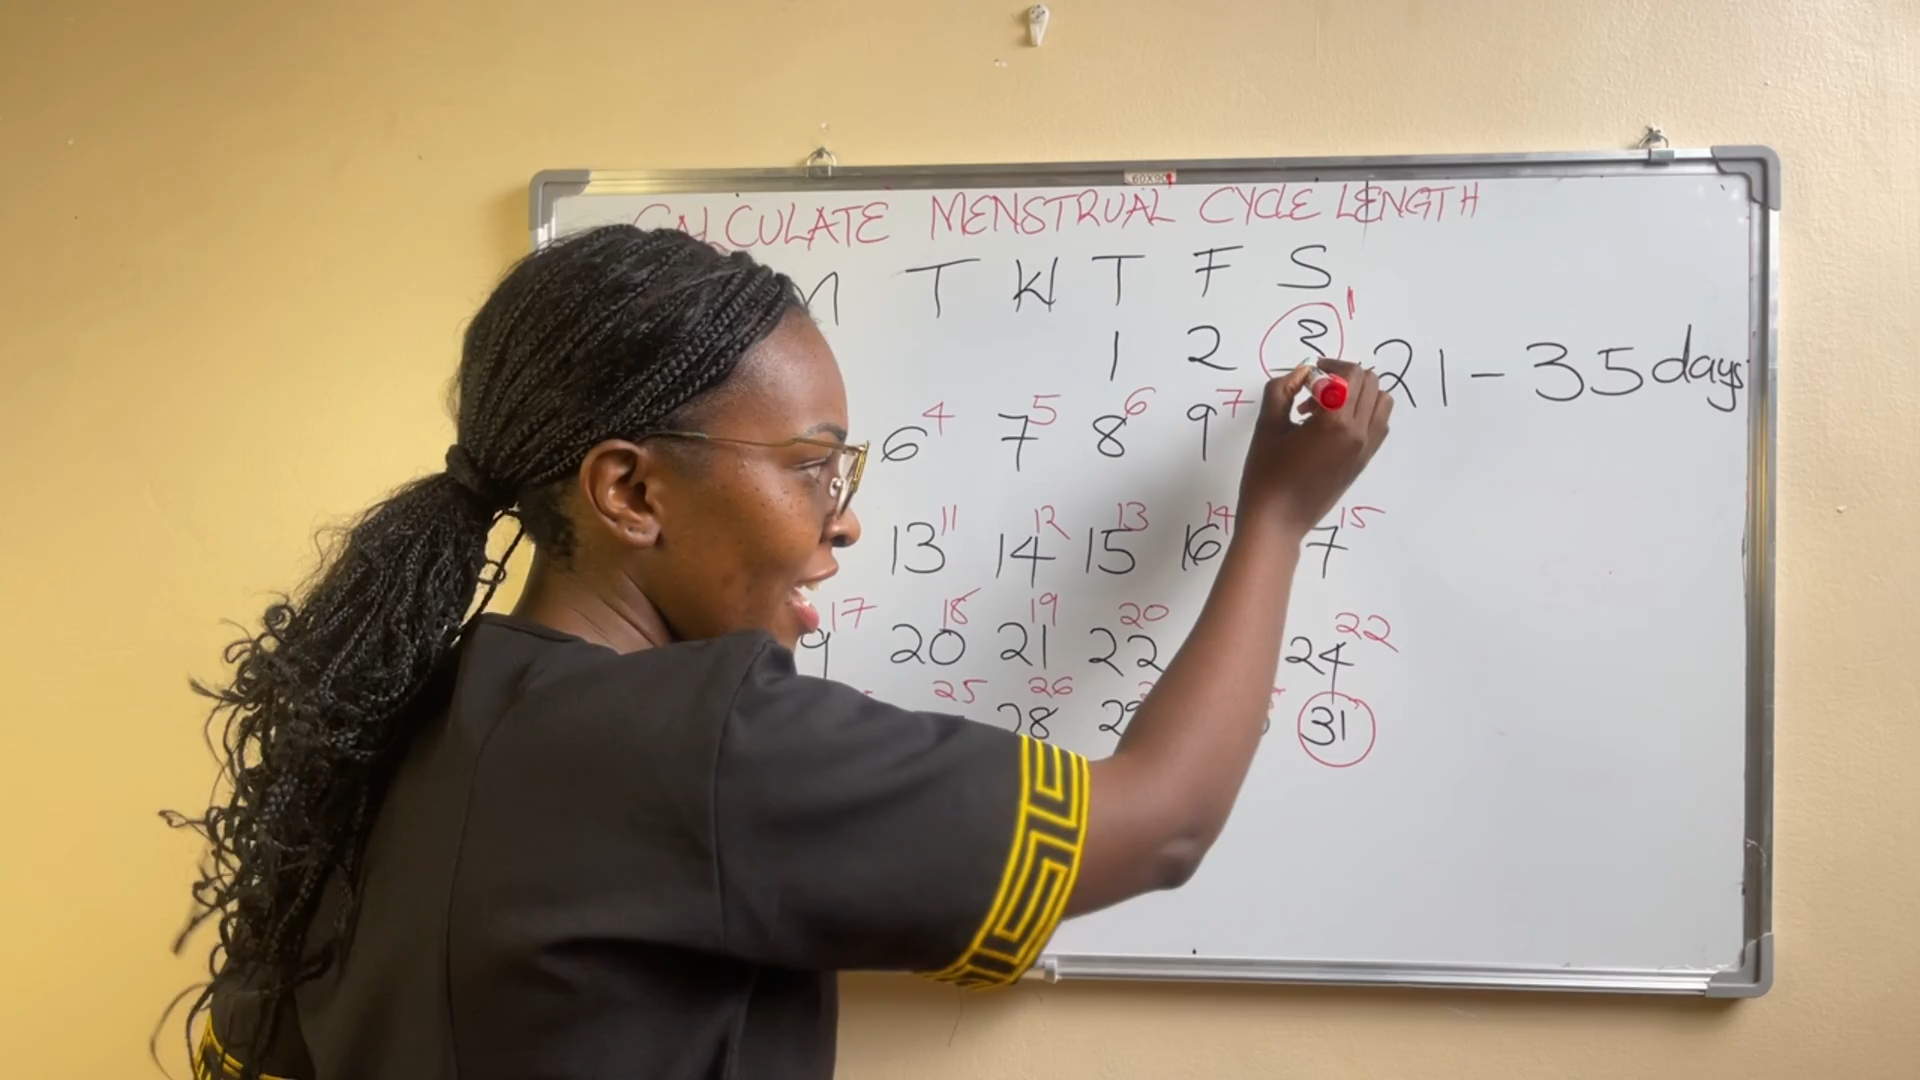 60X90
CALCULATE MENSTRUAL CYCLE LENGTH
M T W T F S
1
1 2 3 21-35 days
4 5 6 7
6 7 8 9
11 12 13 14 15
13 14 15 16 17
17 18 19 20 22
20 21 22 24
25 26
28 31